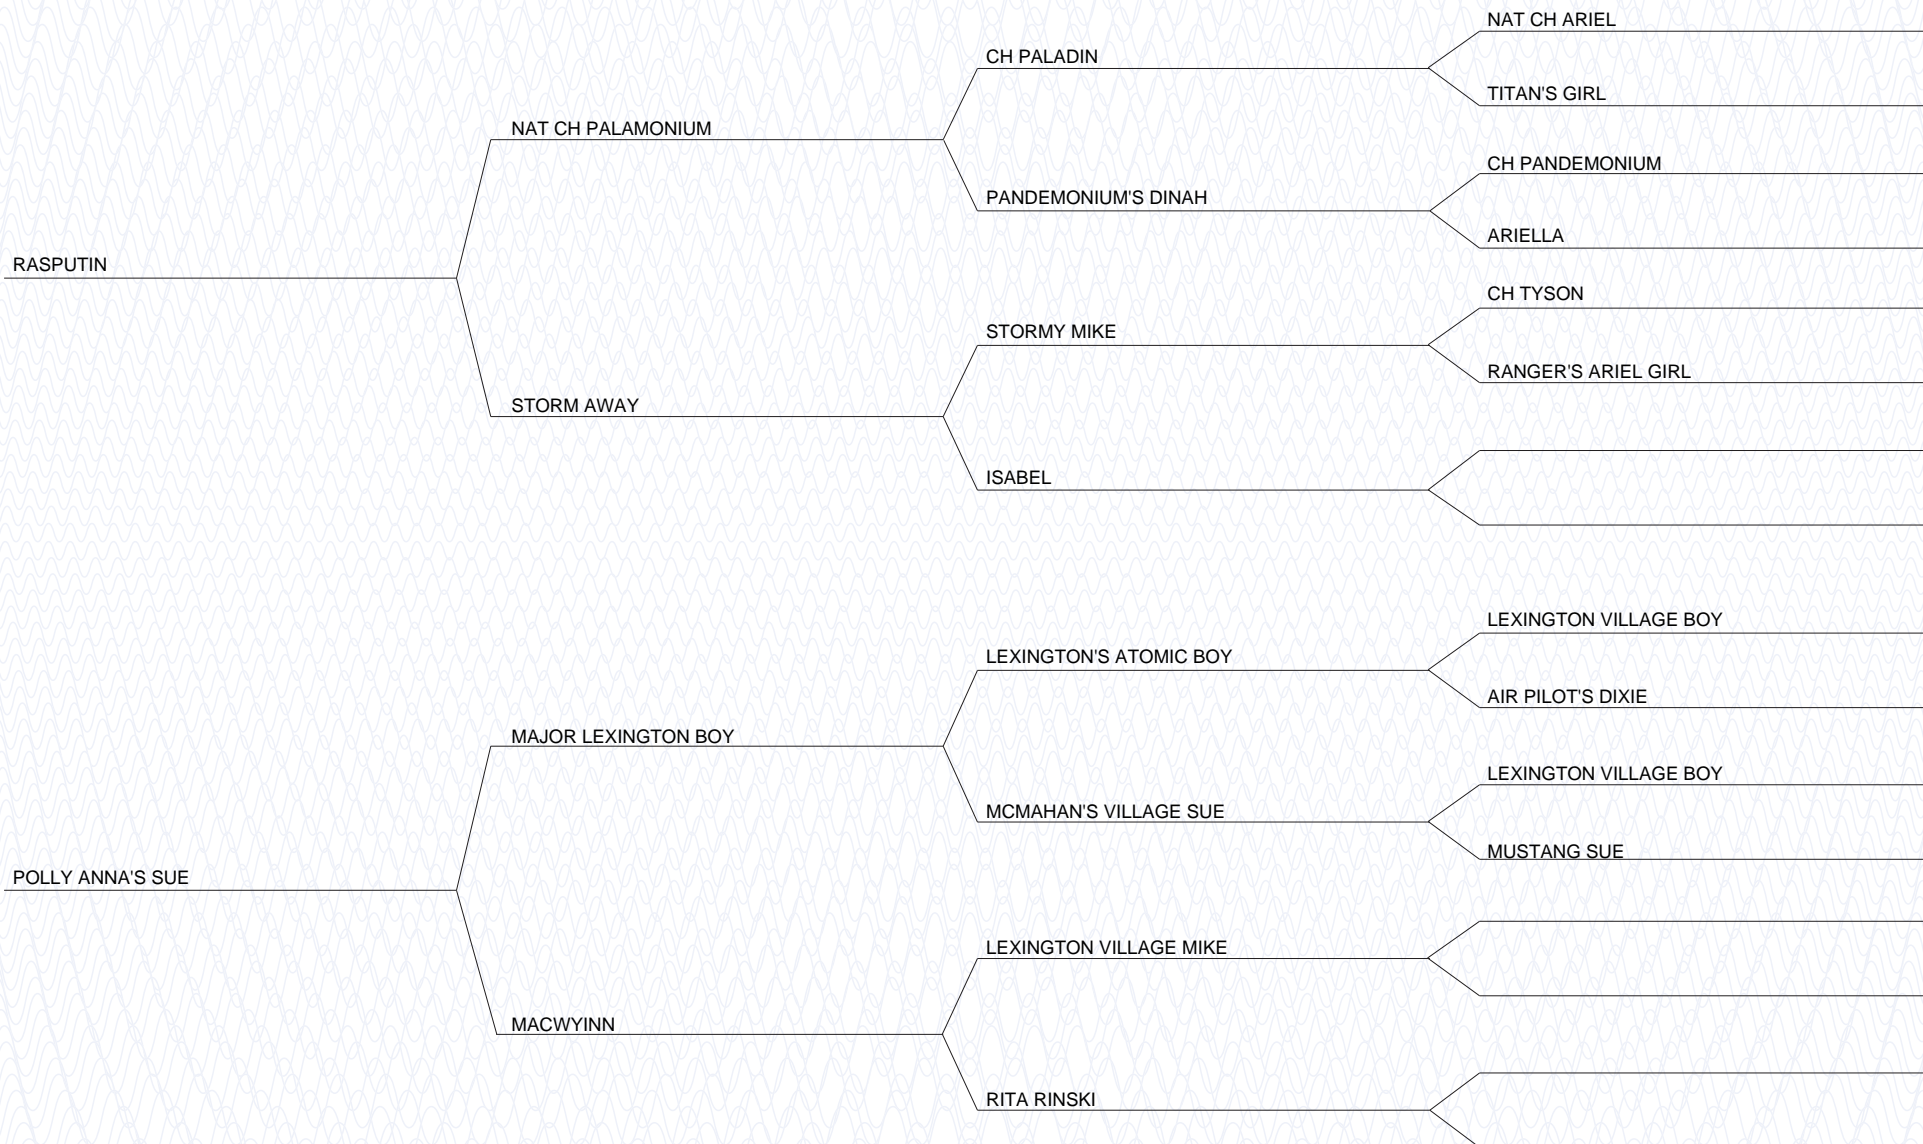 NAT CH ARIEL
CH PALADIN
TITAN'S GIRL
NAT CH PALAMONIUM
CH PANDEMONIUM
PANDEMONIUM'S DINAH
ARIELLA
RASPUTIN
CH TYSON
STORMY MIKE
RANGER'S ARIEL GIRL
STORM AWAY
ISABEL
LEXINGTON VILLAGE BOY
LEXINGTON'S ATOMIC BOY
AIR PILOT'S DIXIE
MAJOR LEXINGTON BOY
LEXINGTON VILLAGE BOY
MCMAHAN'S VILLAGE SUE
MUSTANG SUE
POLLY ANNA'S SUE
LEXINGTON VILLAGE MIKE
MACWYINN
RITA RINSKI